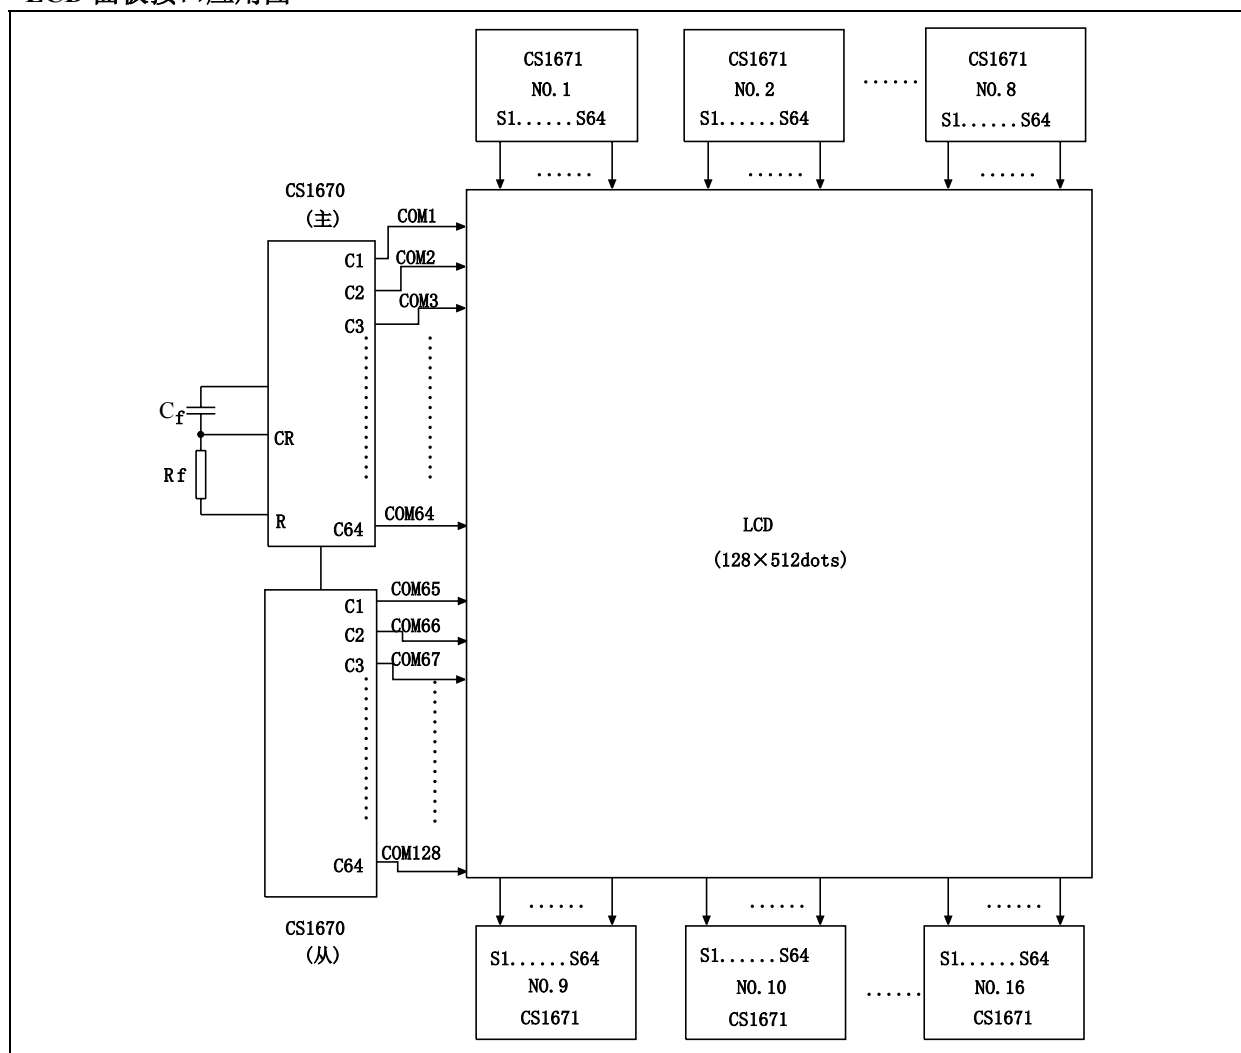 CS1671
NO.1
S1......S64
CS1671
NO.2
S1......S64
......
CS1671
NO.8
S1......S64
......
......
......
CS1670
(主)
COM1
C1
COM2
C2
COM3
C3
Cf
CR
Rf
R
COM64
C64
LCD
(128×512dots)
COM65
C1
COM66
C2
COM67
C3
COM128
C64
CS1670
(从)
......
......
......
S1......S64
NO.9
CS1671
S1......S64
NO.10
CS1671
......
S1......S64
NO.16
CS1671